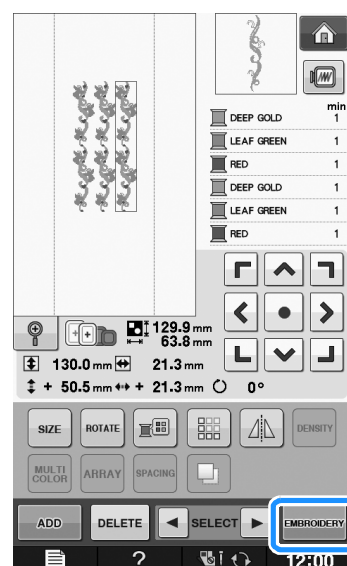 min
DEEP GOLD 1
LEAF GREEN 1
RED 1
DEEP GOLD 1
LEAF GREEN 1
RED 1
129.9 mm
63.8 mm
130.0 mm 21.3 mm
+ 50.5 mm + 21.3 mm 0°
SIZE ROTATE DENSITY
MULTI COLOR ARRAY SPACING
ADD DELETE SELECT EMBROIDERY
? 12:00